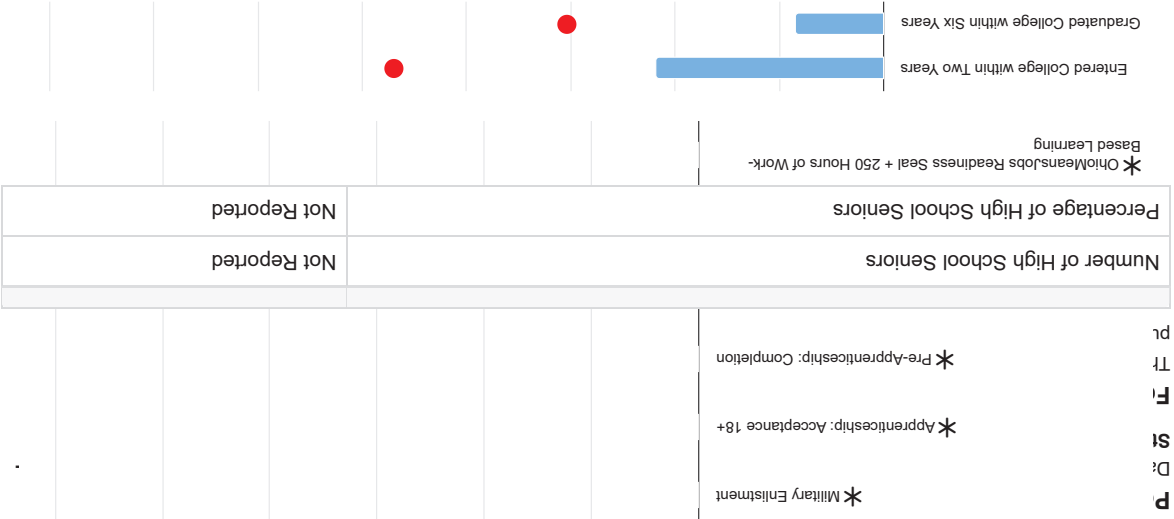 ✱ Military Enlistment
✱ Apprenticeship: Acceptance 18+
✱ Pre-Apprenticeship: Completion
Number of High School Seniors Not Reported
Percentage of High School Seniors Not Reported
✱ OhioMeansJobs Readiness Seal + 250 Hours of Work-
Based Learning
Entered College within Two Years
Graduated College within Six Years